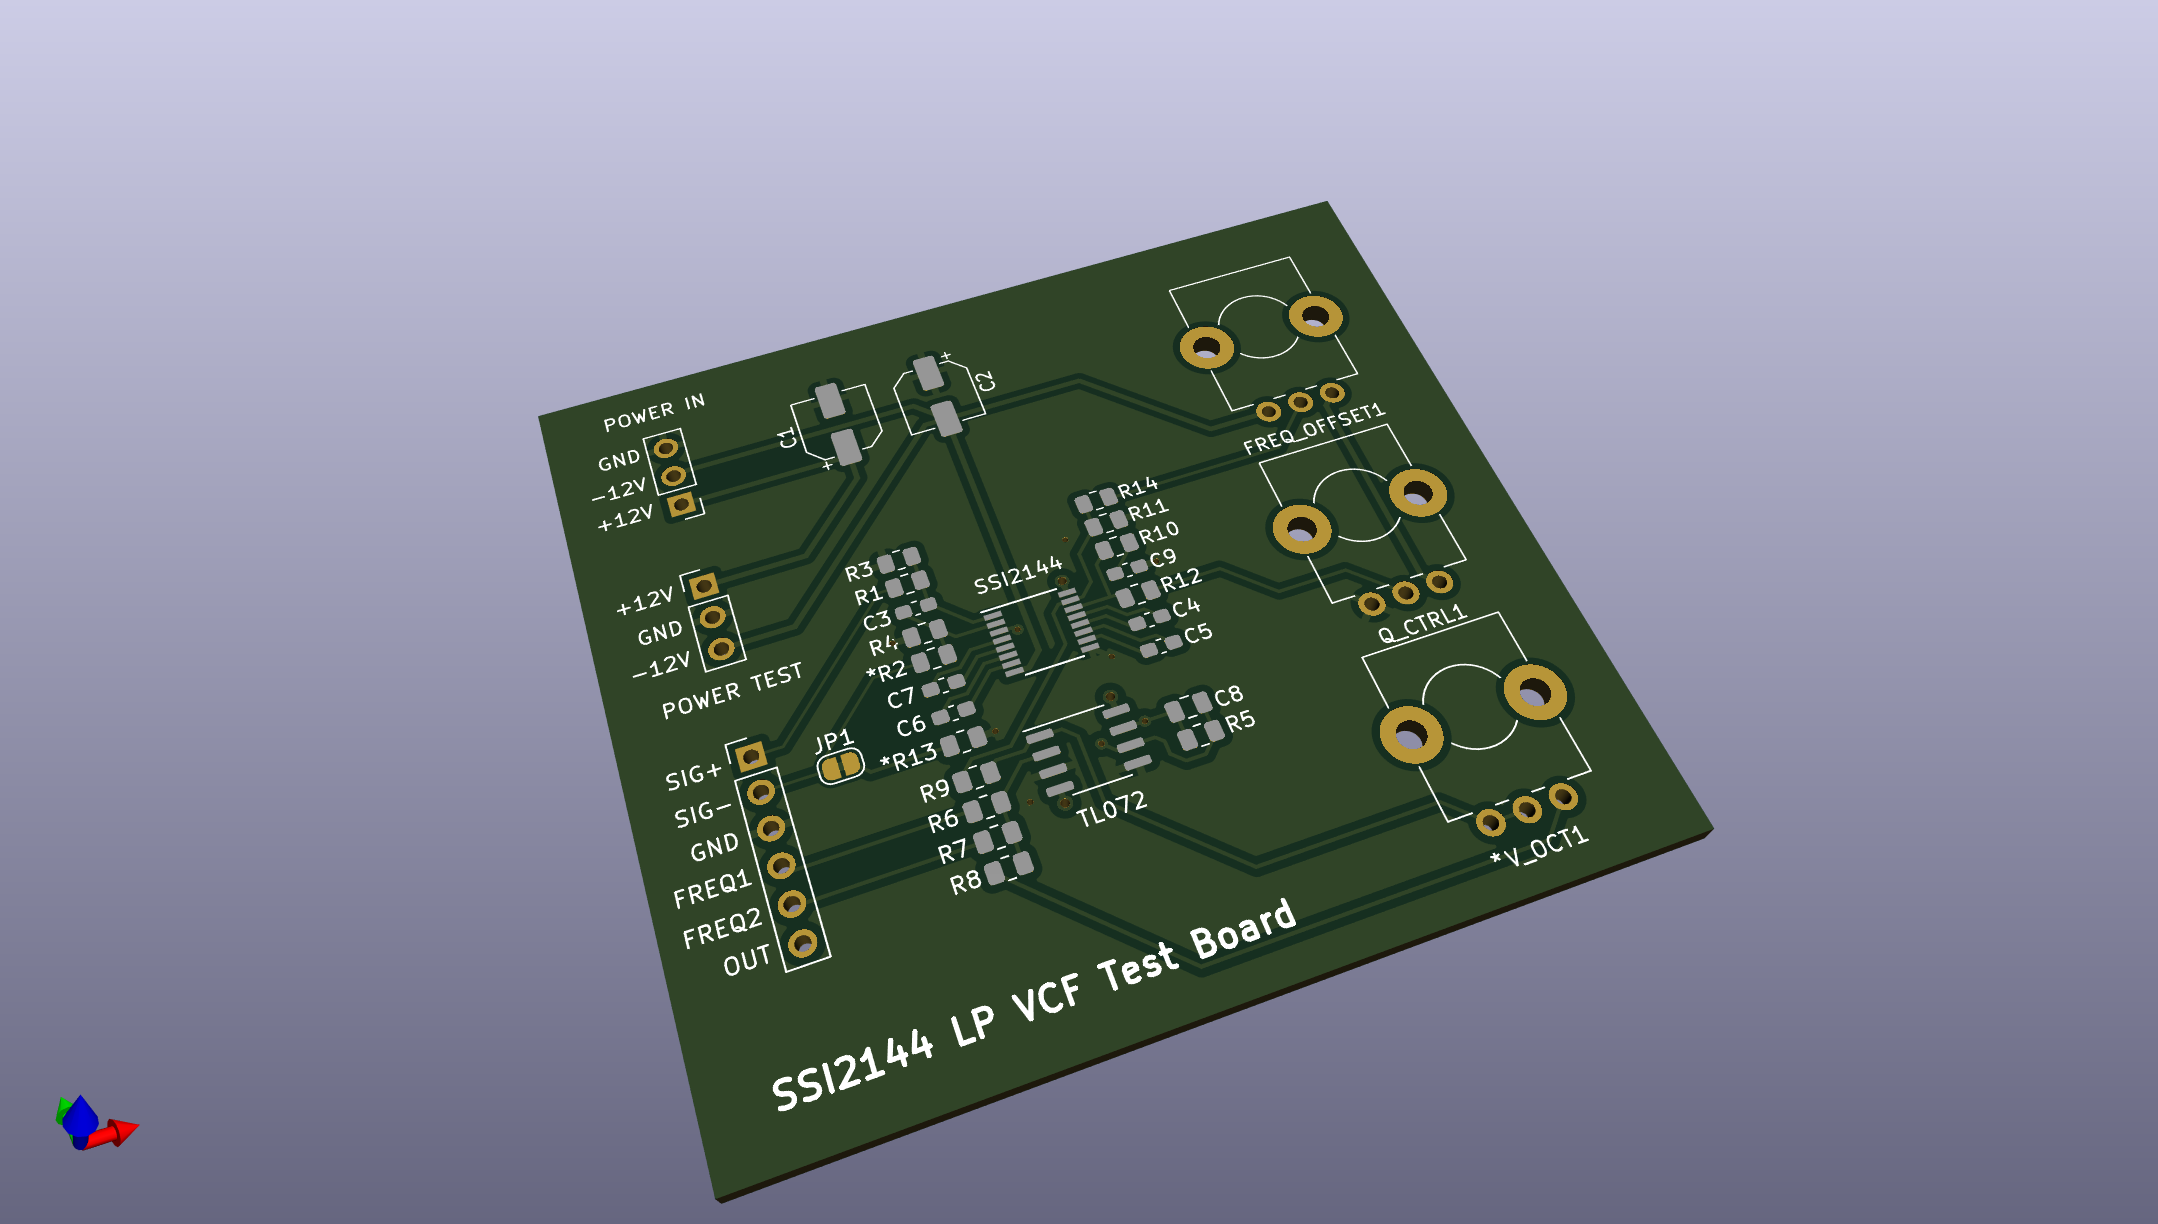 POWER IN
GND
-12V
+12V
C1
+
C2
+
FREQ_OFFSET1
R14
R11
R10
C9
R12
C4
C5
SSI2144
R3
R1
C3
R4
*R2
C7
C6
*R13
R9
R6
R7
R8
+12V
GND
-12V
POWER TEST
Q_CTRL1
C8
R5
TL072
JP1
SIG+
SIG-
GND
FREQ1
FREQ2
OUT
*V_OCT1
SSI2144 LP VCF Test Board